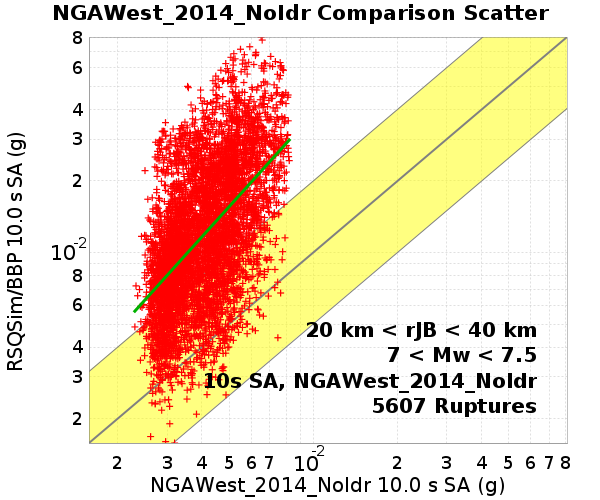 NGAWest_2014_NoIdr Comparison Scatter
8
6
4
3
2
10-2
8
6
4
3
2
RSQSim/BBP 10.0 s SA (g)
20 km < rJB < 40 km
7 < Mw < 7.5
10s SA, NGAWest_2014_NoIdr
5607 Ruptures
2 3 4 5 6 7 10-2 2 3 4 5 6 7 8
NGAWest_2014_NoIdr 10.0 s SA (g)